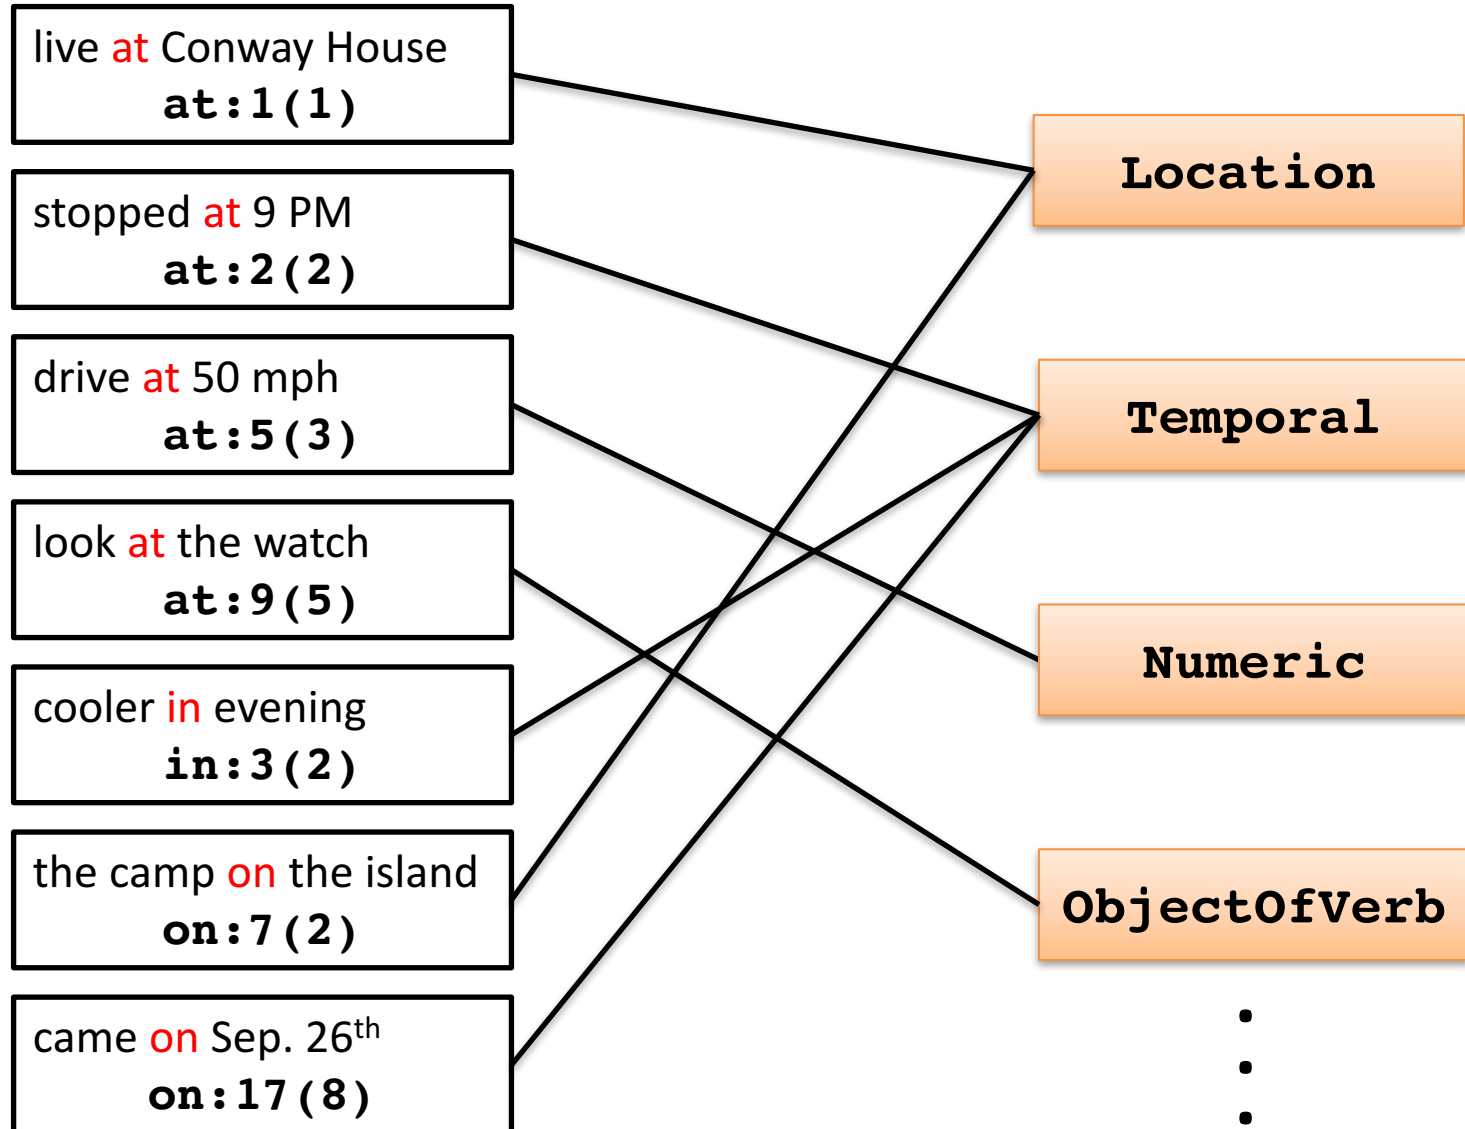 live at Conway House
at:1(1)
stopped at 9 PM
at:2(2)
drive at 50 mph
at:5(3)
look at the watch
at:9(5)
cooler in evening
in:3(2)
the camp on the island
on:7(2)
came on Sep. 26th
on:17(8)
Location
Temporal
Numeric
ObjectOfVerb